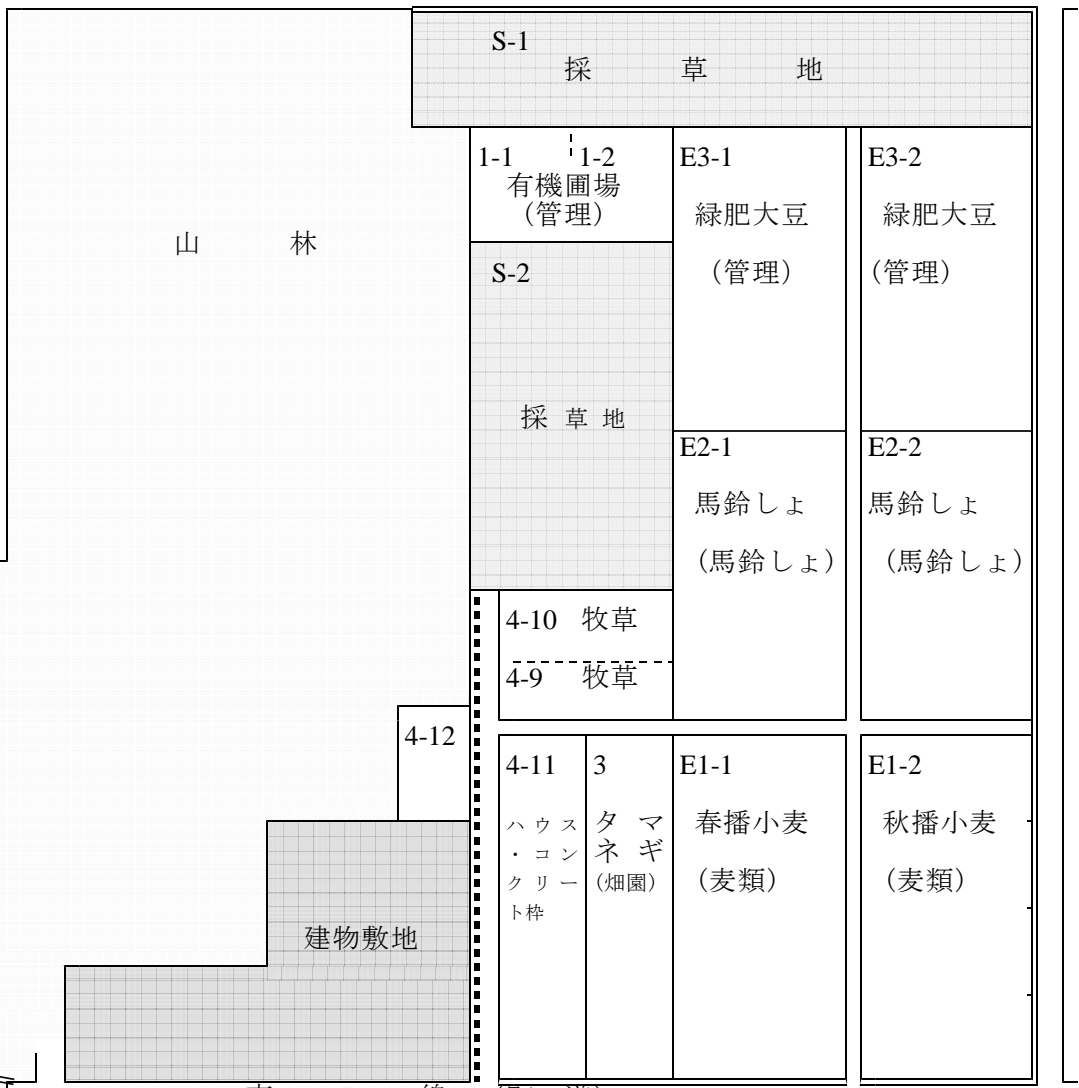 S-1
採草地
1-1 1-2
有機圃場
（管理）
E3-1
緑肥大豆
（管理）
E3-2
緑肥大豆
（管理）
山林
S-2
採草地
E2-1
馬鈴しょ
（馬鈴しょ）
E2-2
馬鈴しょ
（馬鈴しょ）
4-10 牧草
4-9 牧草
4-12
4-11
ハウス
・コン
クリー
ト枠
3
タマ
ネギ
（畑園）
E1-1
春播小麦
（麦類）
E1-2
秋播小麦
（麦類）
建物敷地